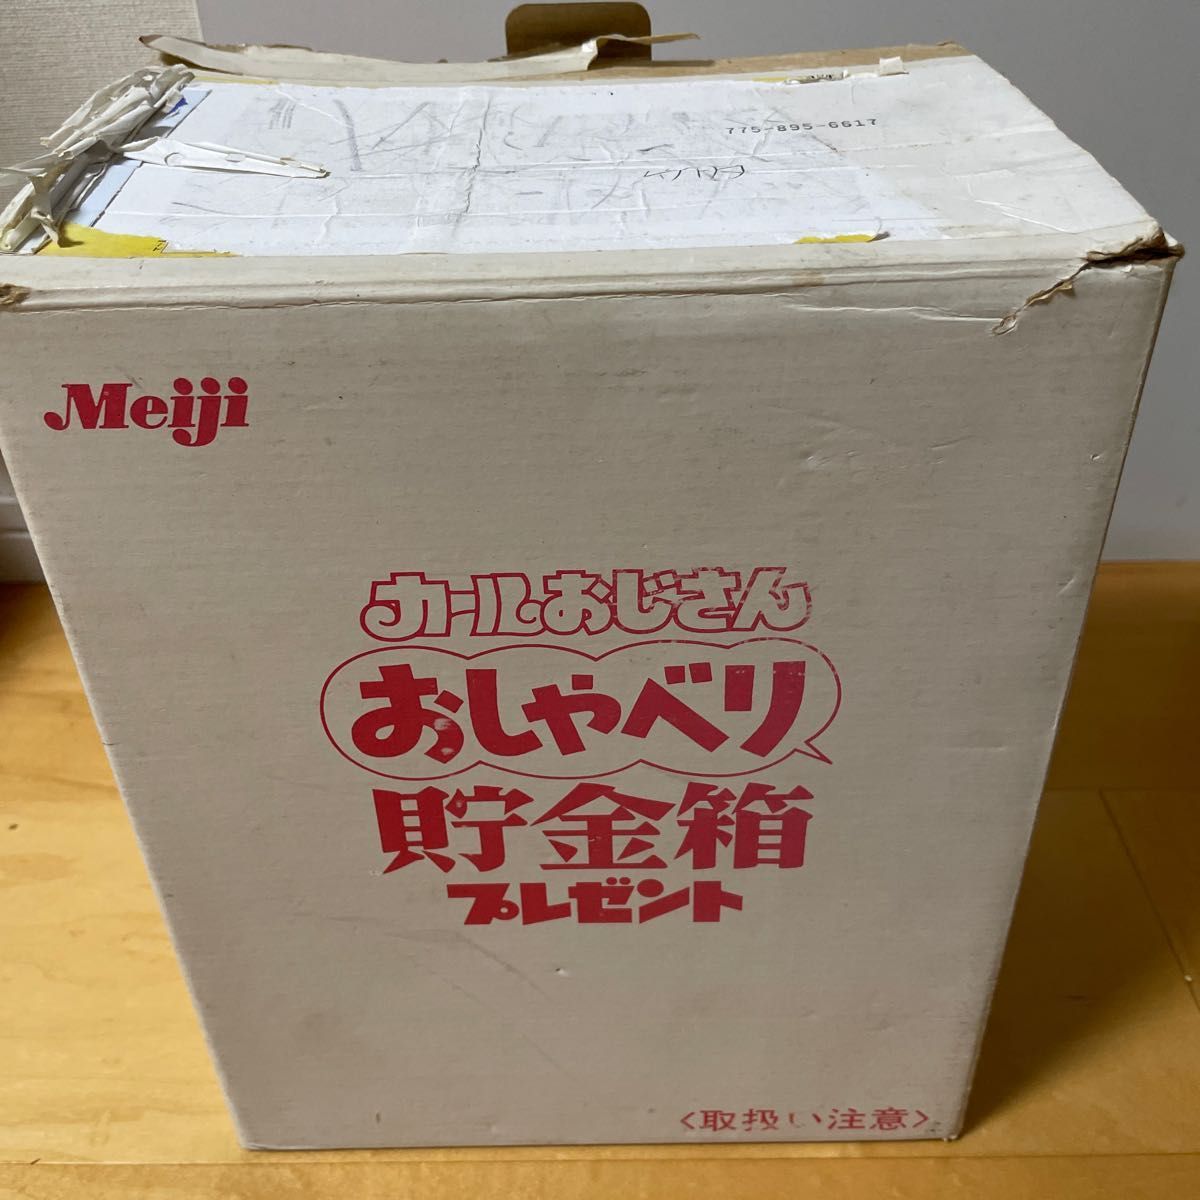 775-895-6617
Meiji
カールおじさん
おしゃべり
貯金箱
プレゼント
<取扱い注意>